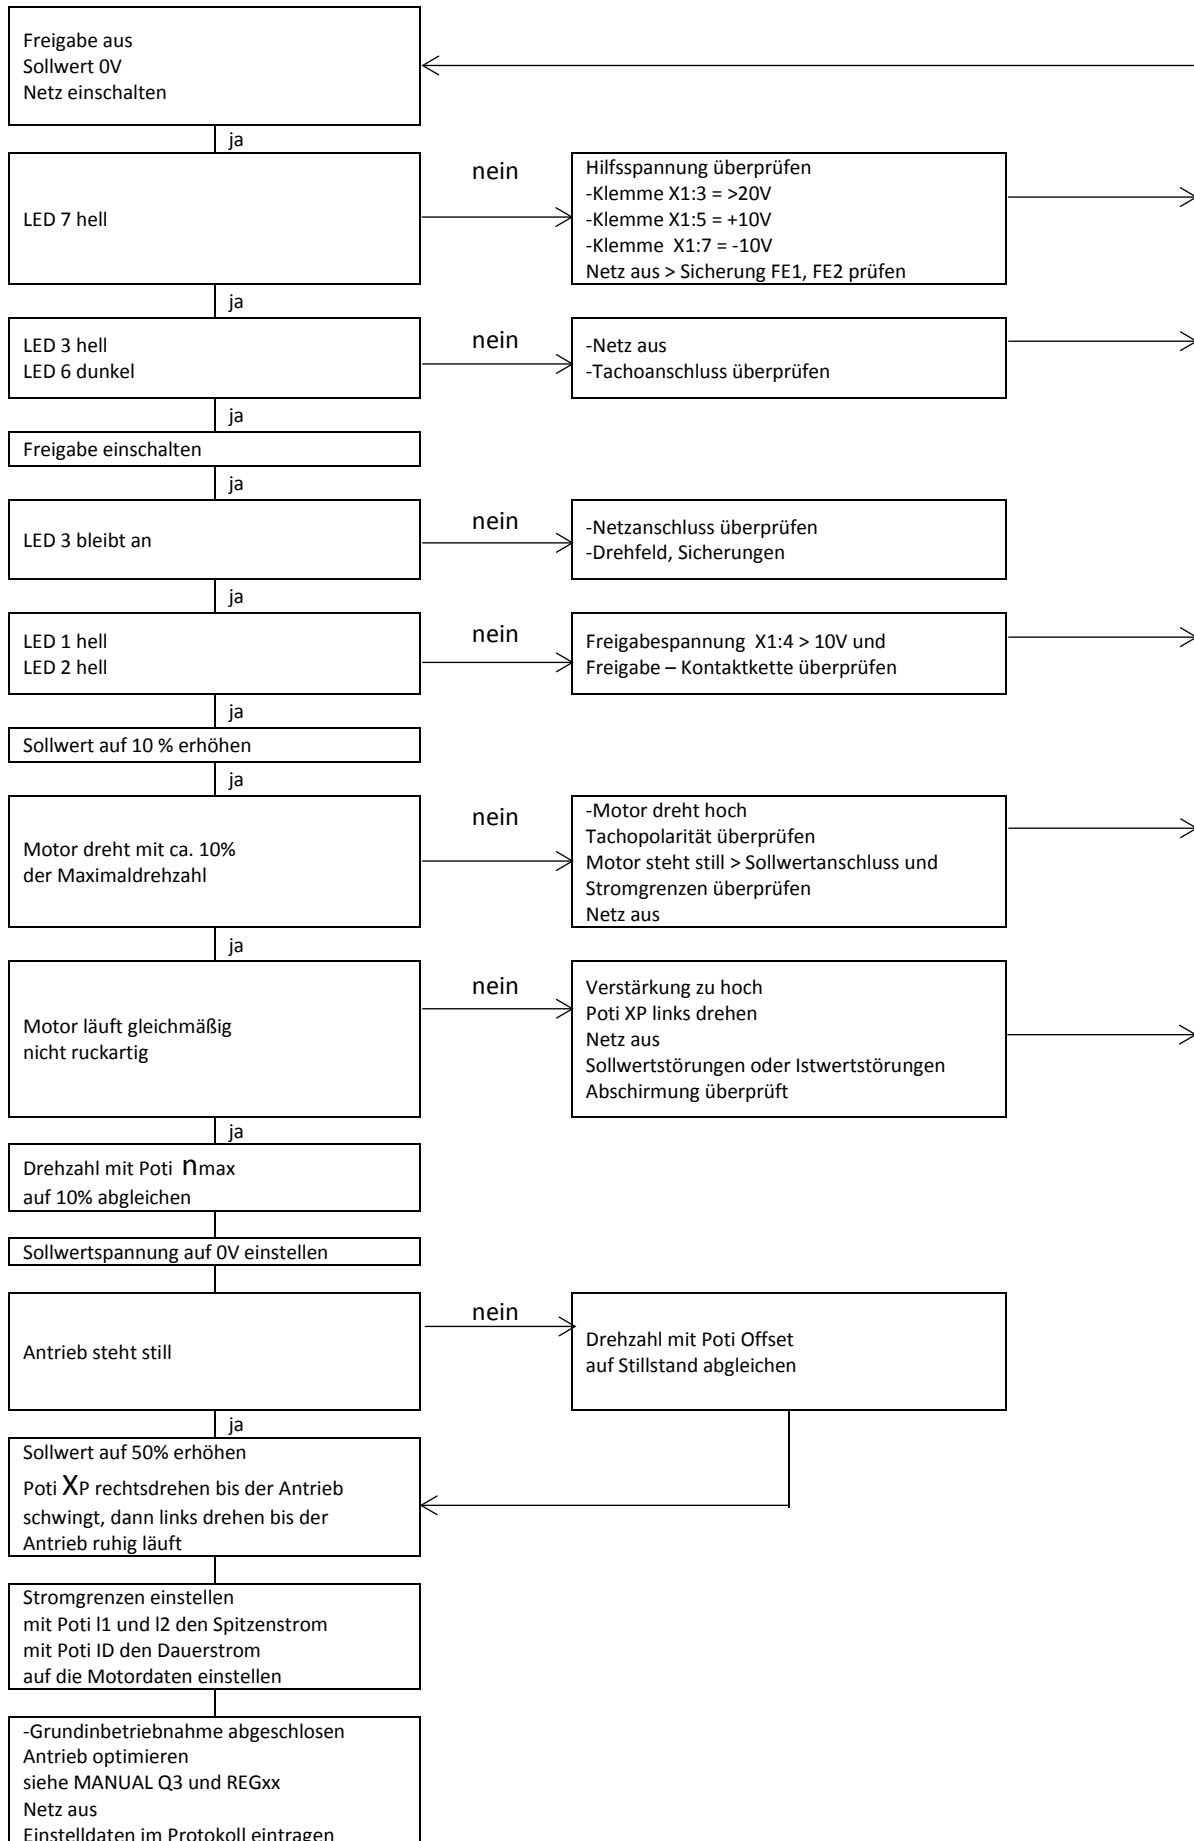 Freigabe aus
Sollwert 0V
Netz einschalten
ja
LED 7 hell
nein
Hilfsspannung überprüfen
-Klemme X1:3 = >20V
-Klemme X1:5 = +10V
-Klemme  X1:7 = -10V
Netz aus > Sicherung FE1, FE2 prüfen
ja
LED 3 hell
LED 6 dunkel
nein
-Netz aus
-Tachoanschluss überprüfen
ja
Freigabe einschalten
ja
LED 3 bleibt an
nein
-Netzanschluss überprüfen
-Drehfeld, Sicherungen
ja
LED 1 hell
LED 2 hell
nein
Freigabespannung  X1:4 > 10V und
Freigabe – Kontaktkette überprüfen
ja
Sollwert auf 10 % erhöhen
ja
Motor dreht mit ca. 10%
der Maximaldrehzahl
nein
-Motor dreht hoch
Tachopolarität überprüfen
Motor steht still > Sollwertanschluss und
Stromgrenzen überprüfen
Netz aus
ja
Motor läuft gleichmäßig
nicht ruckartig
nein
Verstärkung zu hoch
Poti XP links drehen
Netz aus
Sollwertstörungen oder Istwertstörungen
Abschirmung überprüft
ja
Drehzahl mit Poti  nmax
auf 10% abgleichen
Sollwertspannung auf 0V einstellen
Antrieb steht still
nein
Drehzahl mit Poti Offset
auf Stillstand abgleichen
ja
Sollwert auf 50% erhöhen
Poti XP rechtsdrehen bis der Antrieb
schwingt, dann links drehen bis der
Antrieb ruhig läuft
Stromgrenzen einstellen
mit Poti l1 und l2 den Spitzenstrom
mit Poti ID den Dauerstrom
auf die Motordaten einstellen
-Grundinbetriebnahme abgeschlosen
Antrieb optimieren
siehe MANUAL Q3 und REGxx
Netz aus
Einstelldaten im Protokoll eintragen